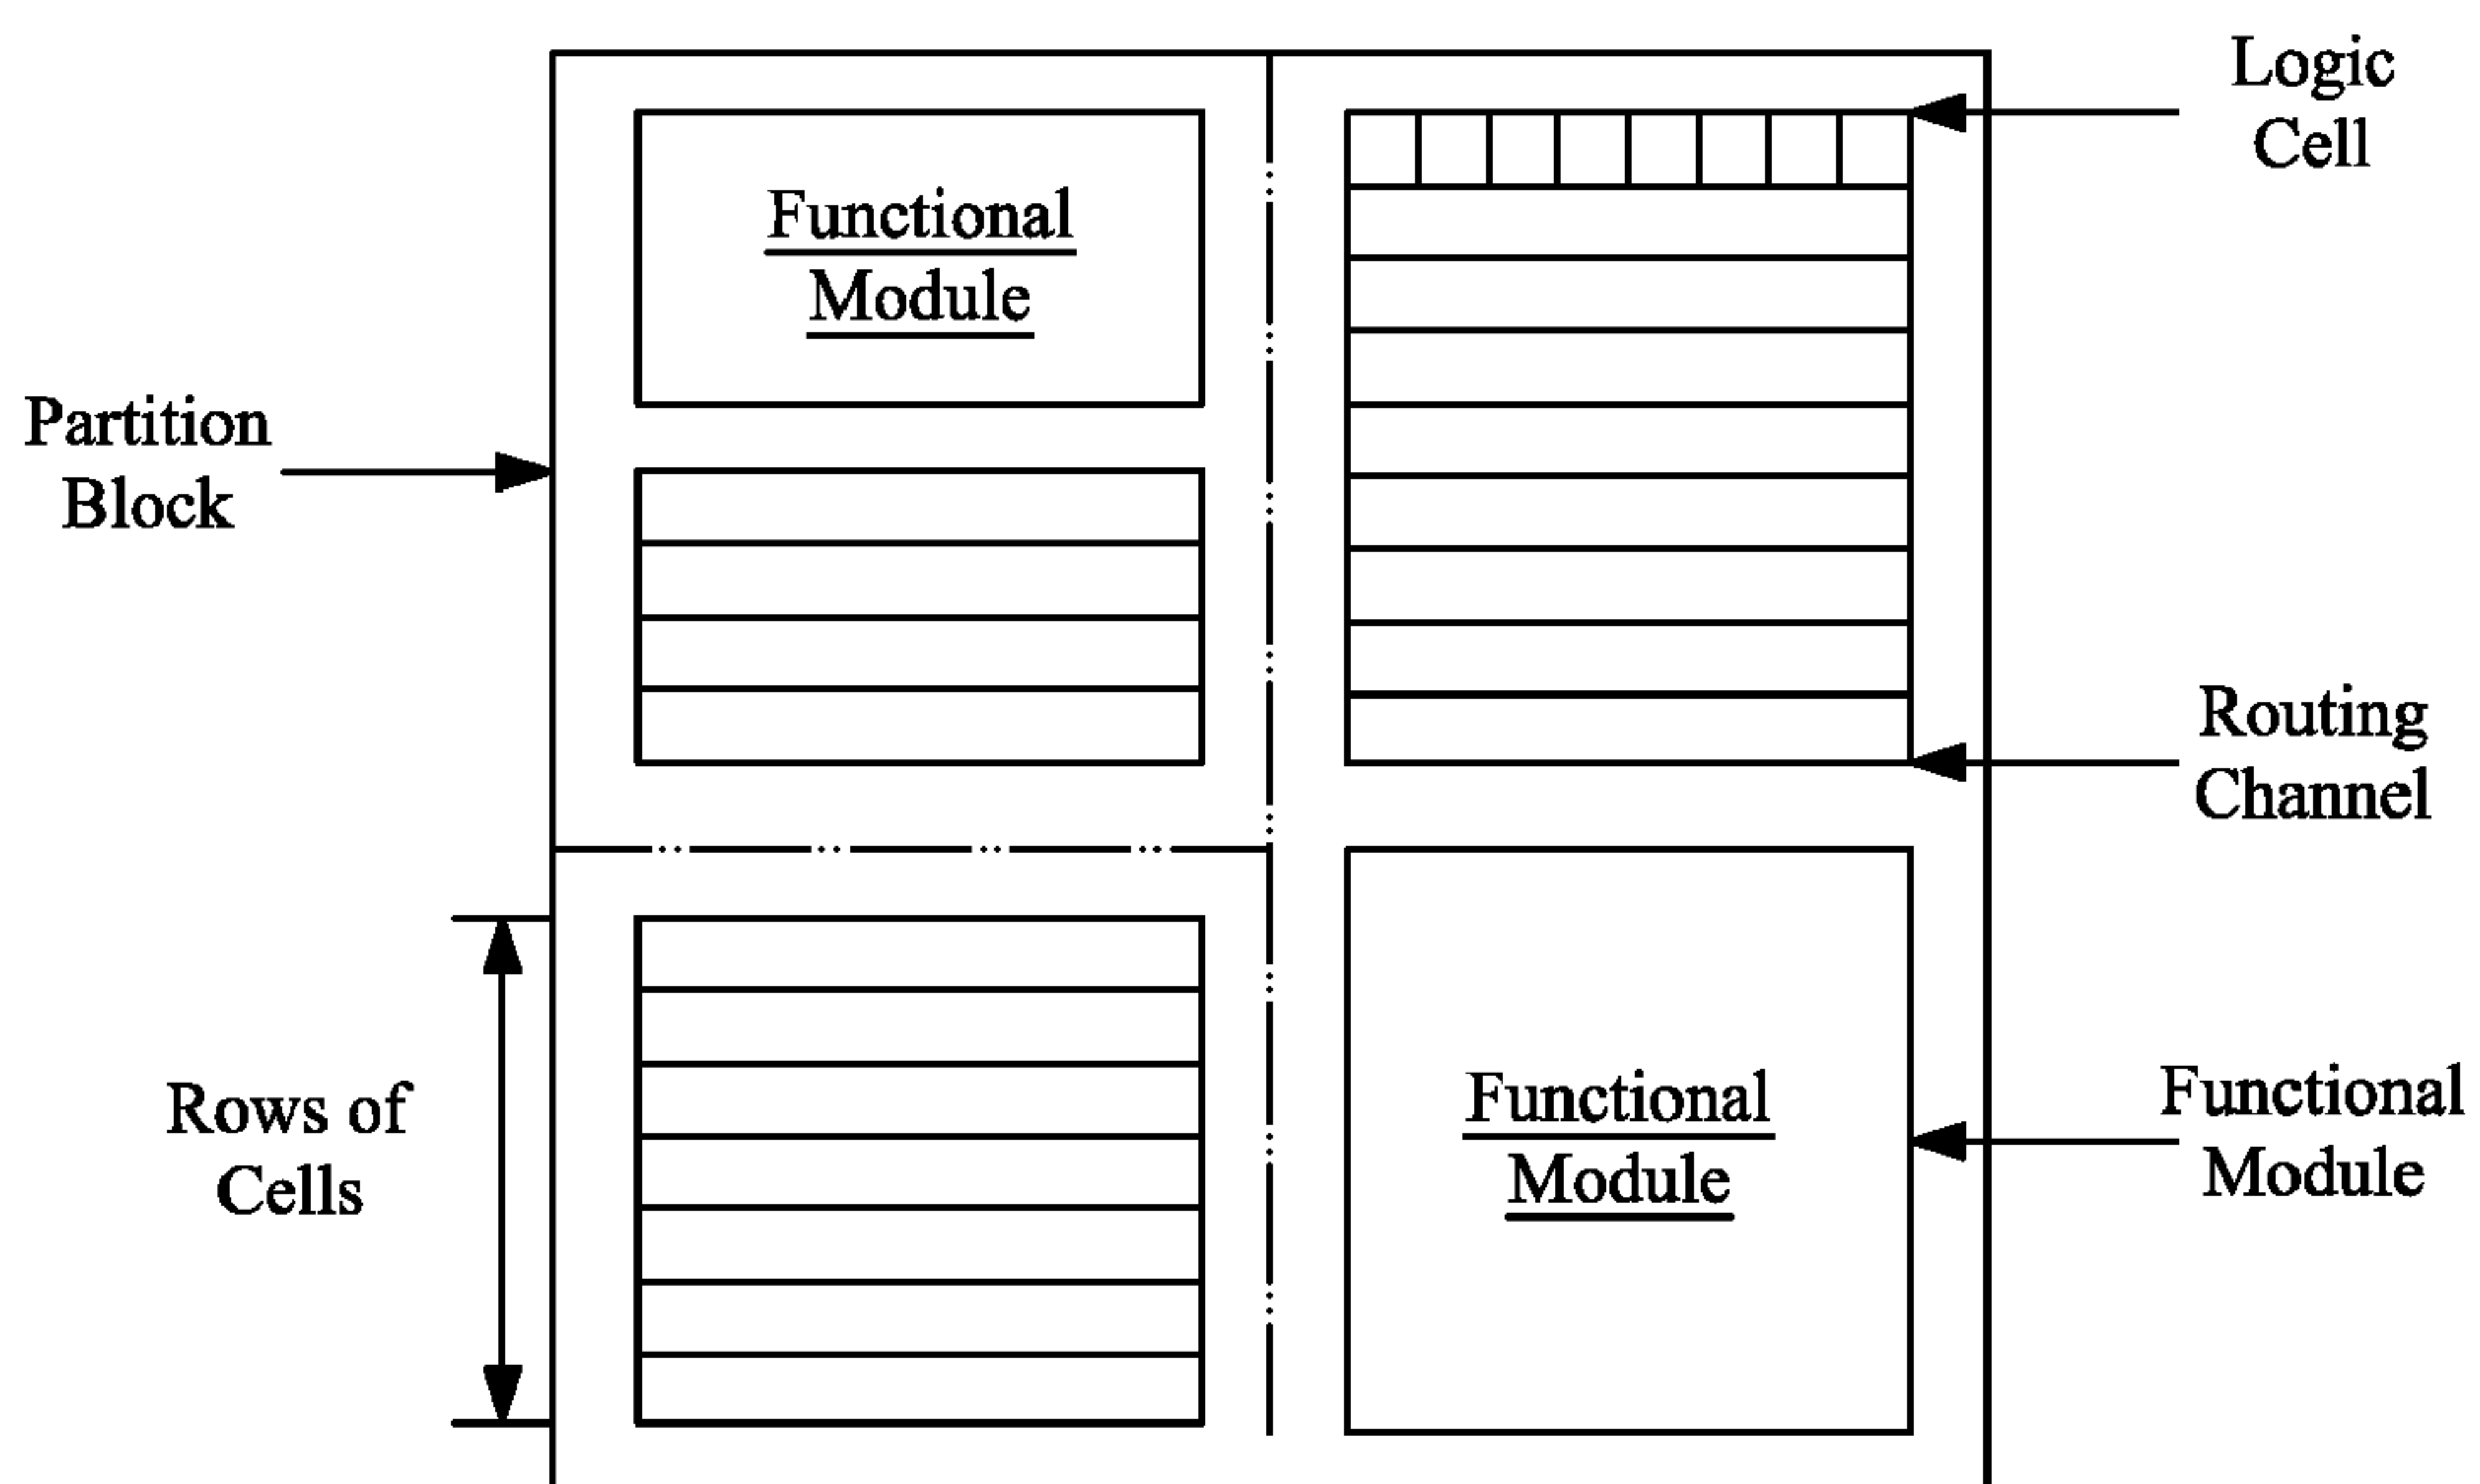 Logic
Cell
Functional
Module
Partition
Block
Routing
Channel
Rows of
Cells
Functional
Module
Functional
Module